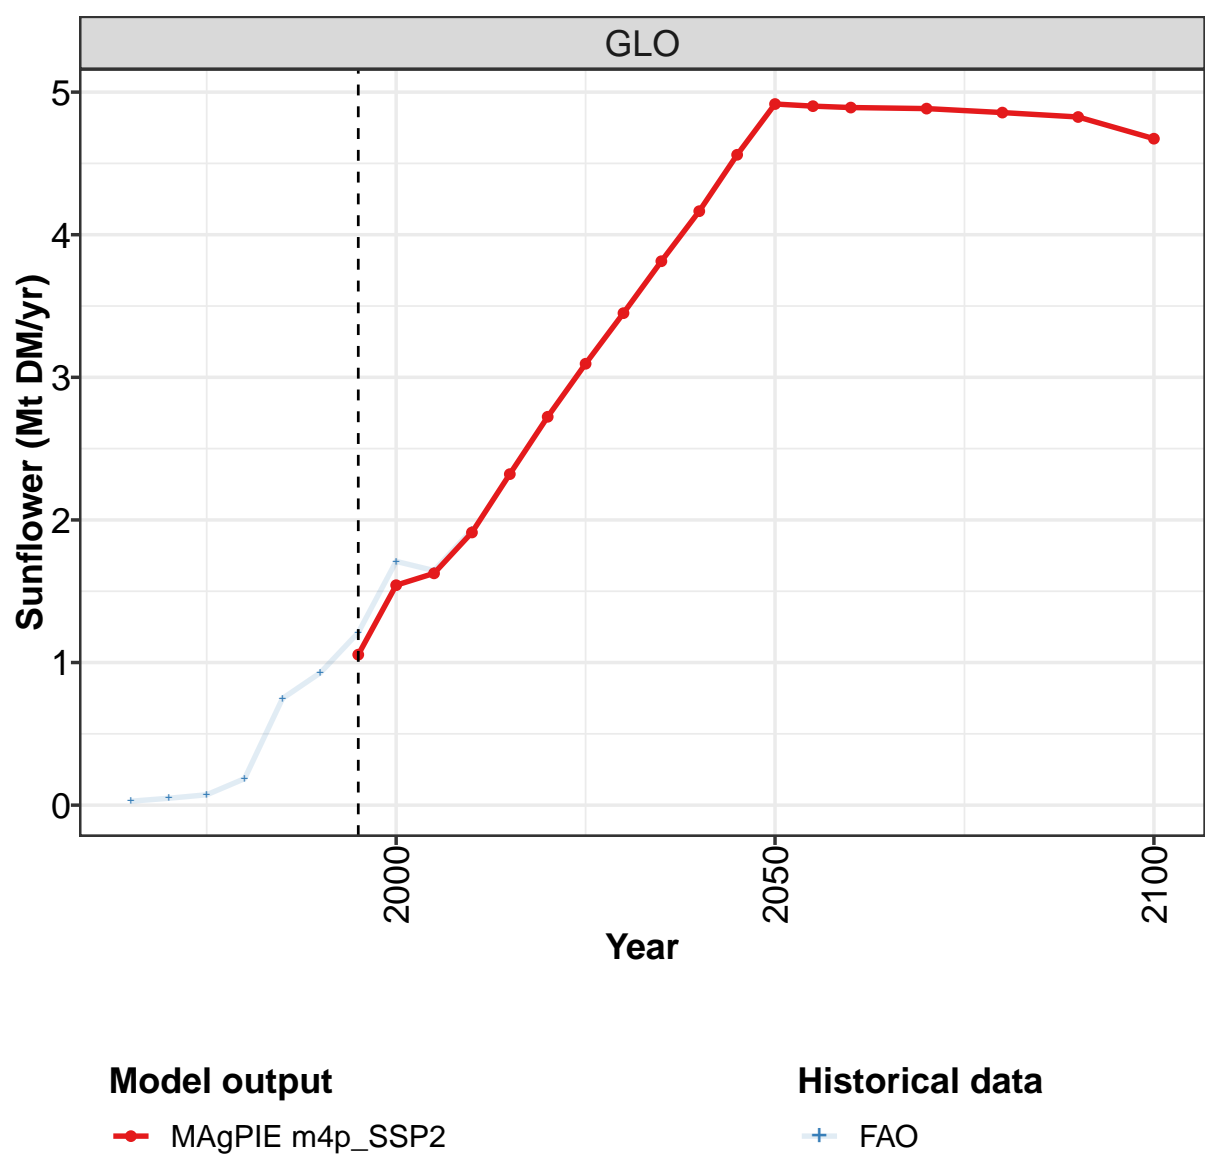 GLO
Sunflower (Mt DM/yr)
5
4
3
2
1
0
2000
2050
2100
Year
Model output
MAgPIE m4p_SSP2
Historical data
FAO